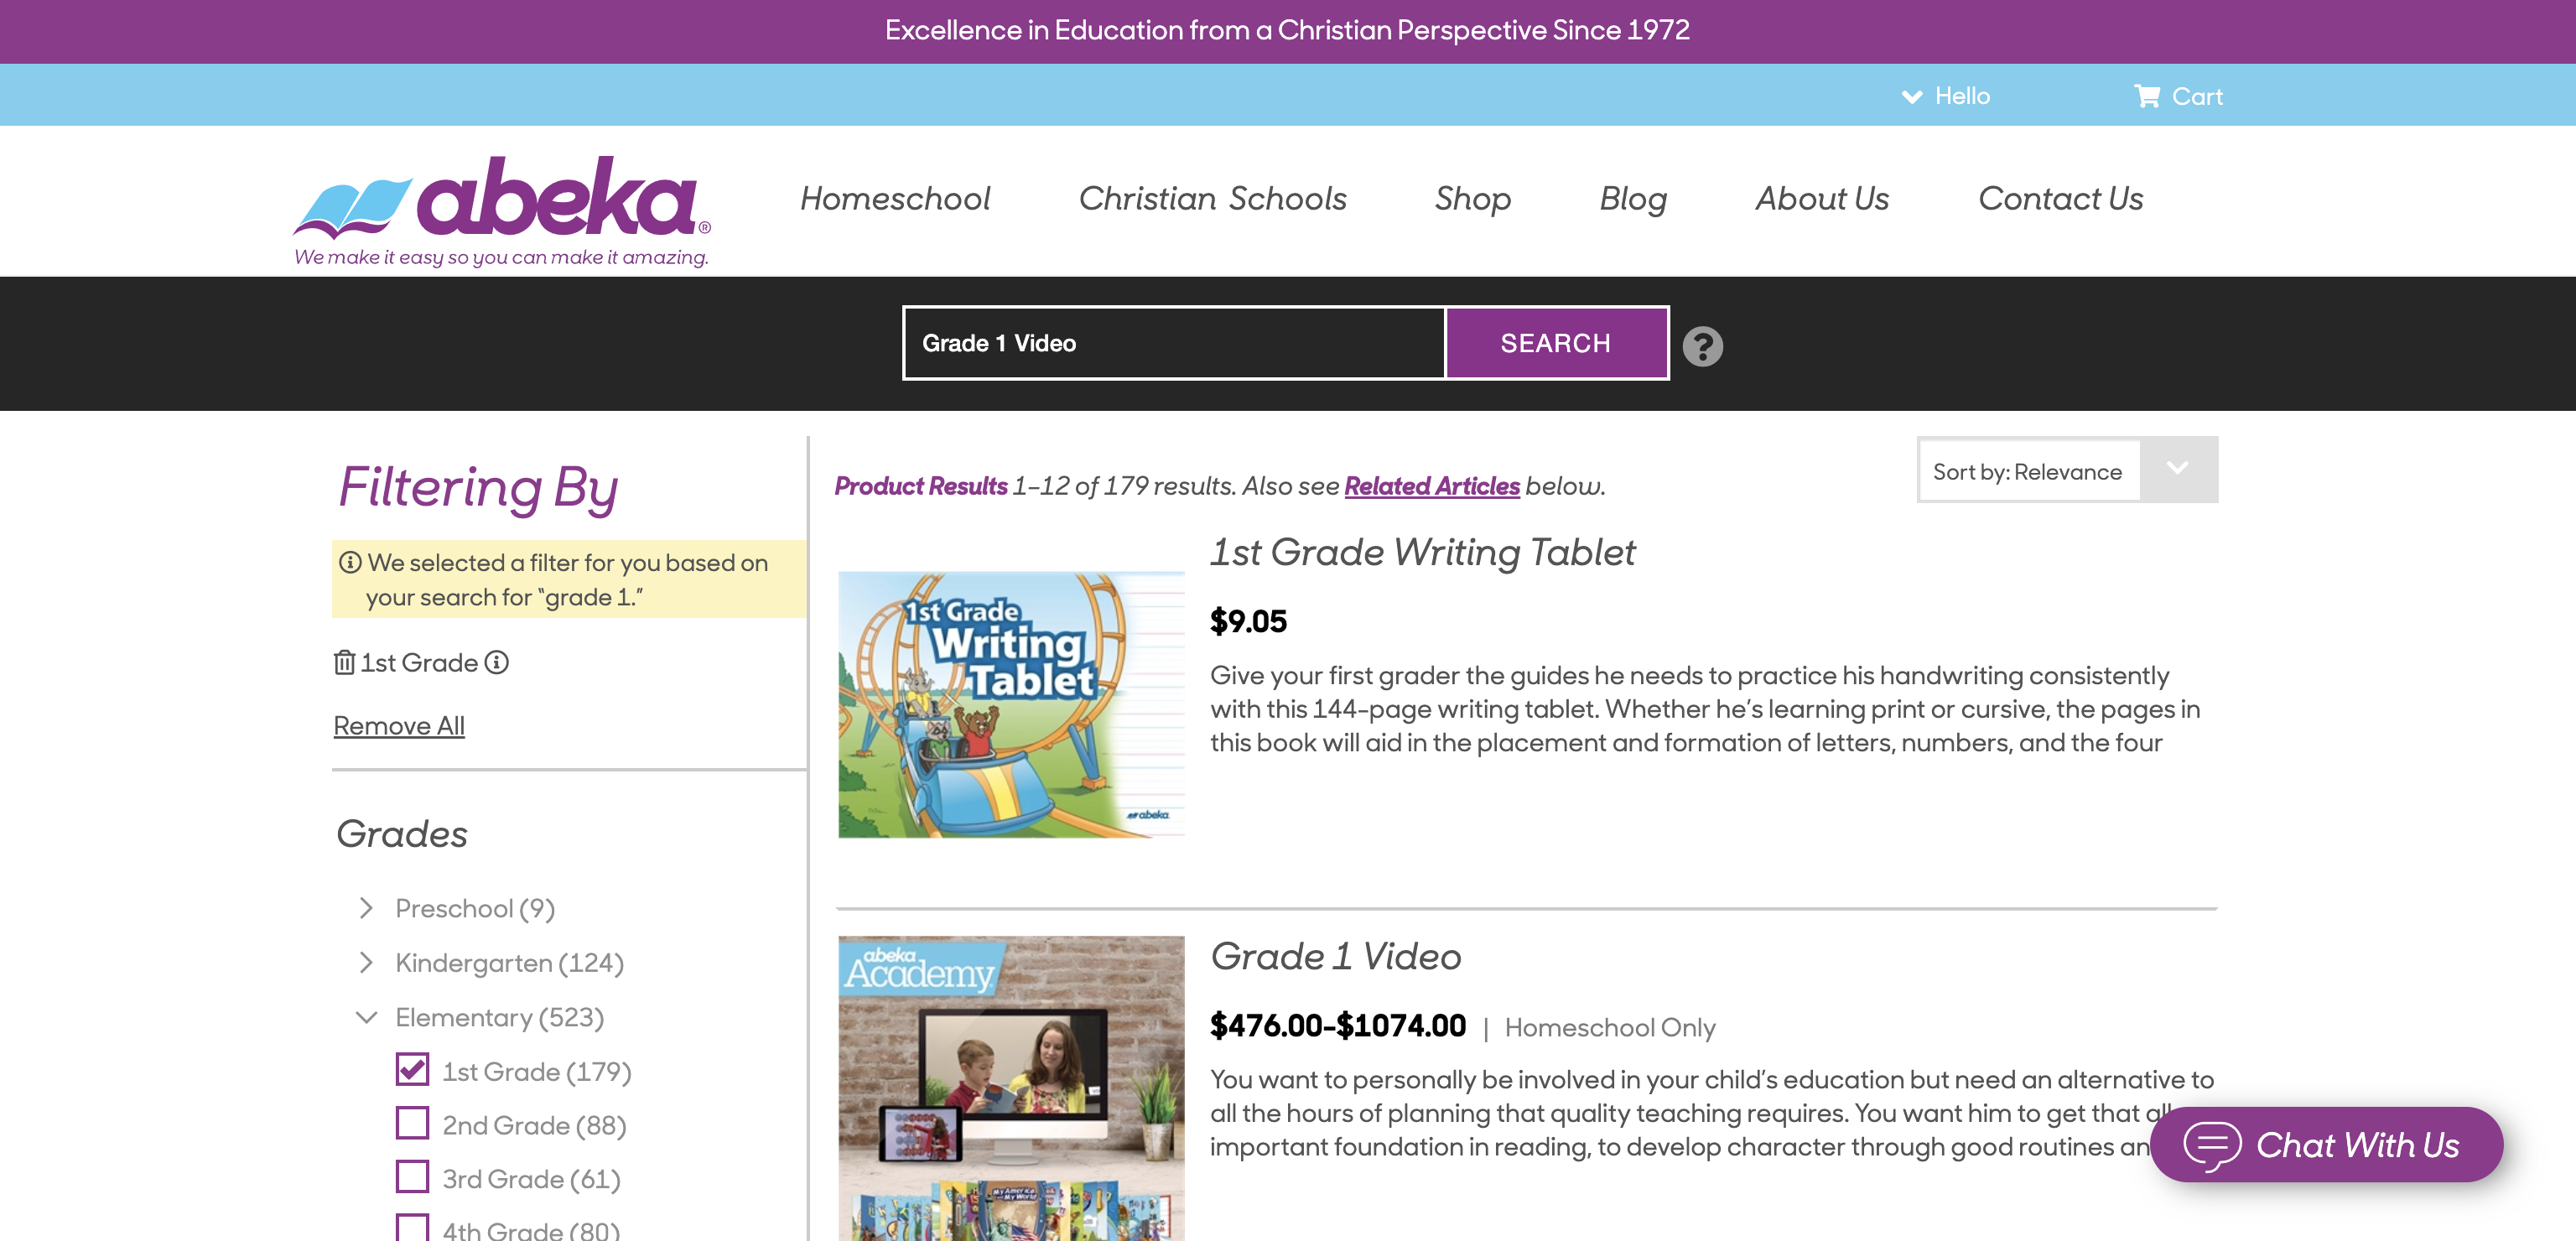 Excellence in Education from a Christian Perspective Since 1972
Hello
Cart
abeka®
We make it easy so you can make it amazing.
Homeschool
Christian Schools
Shop
Blog
About Us
Contact Us
Grade 1 Video
SEARCH
?
Filtering By
We selected a filter for you based on
your search for “grade 1.”
1st Grade
Remove All
Grades
Preschool (9)
Kindergarten (124)
Elementary (523)
1st Grade (179)
2nd Grade (88)
3rd Grade (61)
4th Grade (80)
Product Results 1–12 of 179 results. Also see Related Articles below.
Sort by: Relevance
1st Grade
Writing
Tablet
abeka
1st Grade Writing Tablet
$9.05
Give your first grader the guides he needs to practice his handwriting consistently
with this 144-page writing tablet. Whether he’s learning print or cursive, the pages in
this book will aid in the placement and formation of letters, numbers, and the four
abeka
Academy
My America
and My World
Grade 1 Video
$476.00-$1074.00 | Homeschool Only
You want to personally be involved in your child’s education but need an alternative to
all the hours of planning that quality teaching requires. You want him to get that all
important foundation in reading, to develop character through good routines an
Chat With Us